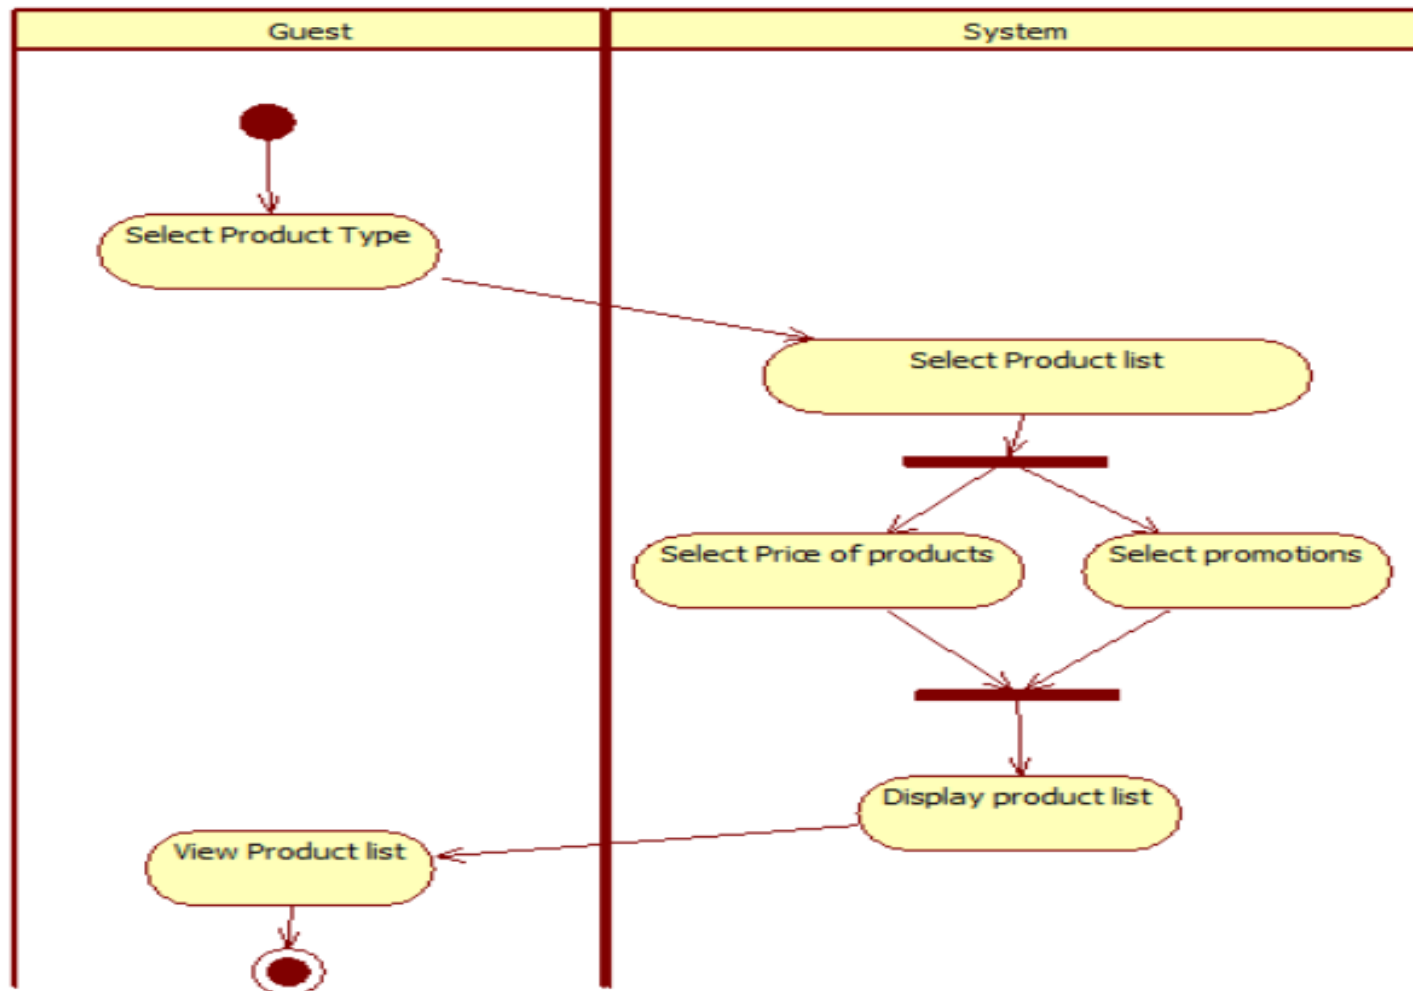 Guest
System
Select Product Type
Select Product list
Select Price of products
Select promotions
Display product list
View Product list